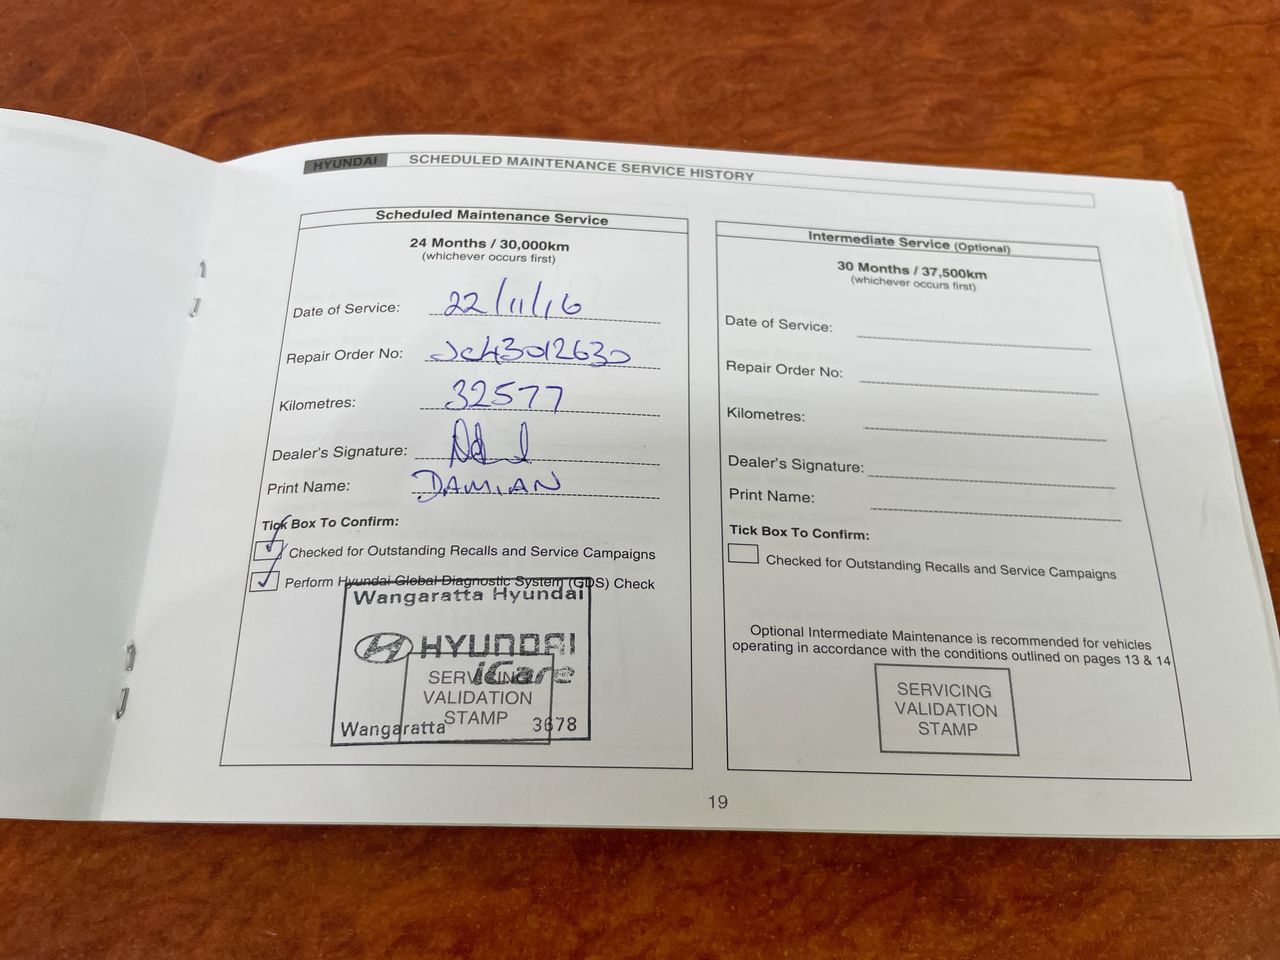 HYUNDAI SCHEDULED MAINTENANCE SERVICE HISTORY
Scheduled Maintenance Service
24 Months / 30,000km
(whichever occurs first)
Date of Service: 22/11/16
Repair Order No: JC43012630
Kilometres: 32577
Dealer's Signature:
Print Name: DAMIAN
Tick Box To Confirm:
Checked for Outstanding Recalls and Service Campaigns
Perform Hyundai Global Diagnostic System (GDS) Check
Wangaratta Hyundai
HYUNDAI
iCare
SERVICING
VALIDATION
STAMP
Wangaratta 3678
Intermediate Service (Optional)
30 Months / 37,500km
(whichever occurs first)
Date of Service:
Repair Order No:
Kilometres:
Dealer's Signature:
Print Name:
Tick Box To Confirm:
Checked for Outstanding Recalls and Service Campaigns
Optional Intermediate Maintenance is recommended for vehicles
operating in accordance with the conditions outlined on pages 13 & 14
SERVICING
VALIDATION
STAMP
19